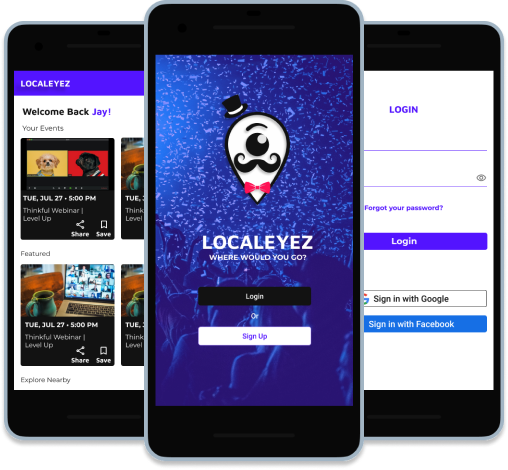 LOCALEYEZ
Welcome Back Jay!
Your Events
TUE, JUL 27 • 5:00 PM
Thinkful Webinar |
Level Up
Share Save
Featured
TUE, JUL 27 • 5:00 PM
Thinkful Webinar |
Level Up
Share Save
Explore Nearby
LOCALEYEZ
WHERE WOULD YOU GO?
Login
Or
Sign Up
LOGIN
Forgot your password?
Login
Sign in with Google
Sign in with Facebook